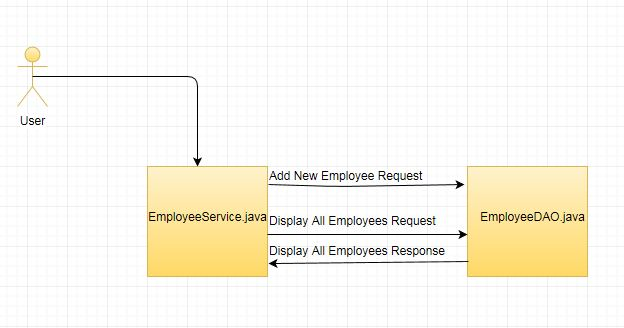 User
Add New Employee Request
EmployeeService.java
Display All Employees Request
EmployeeDAO.java
Display All Employees Response